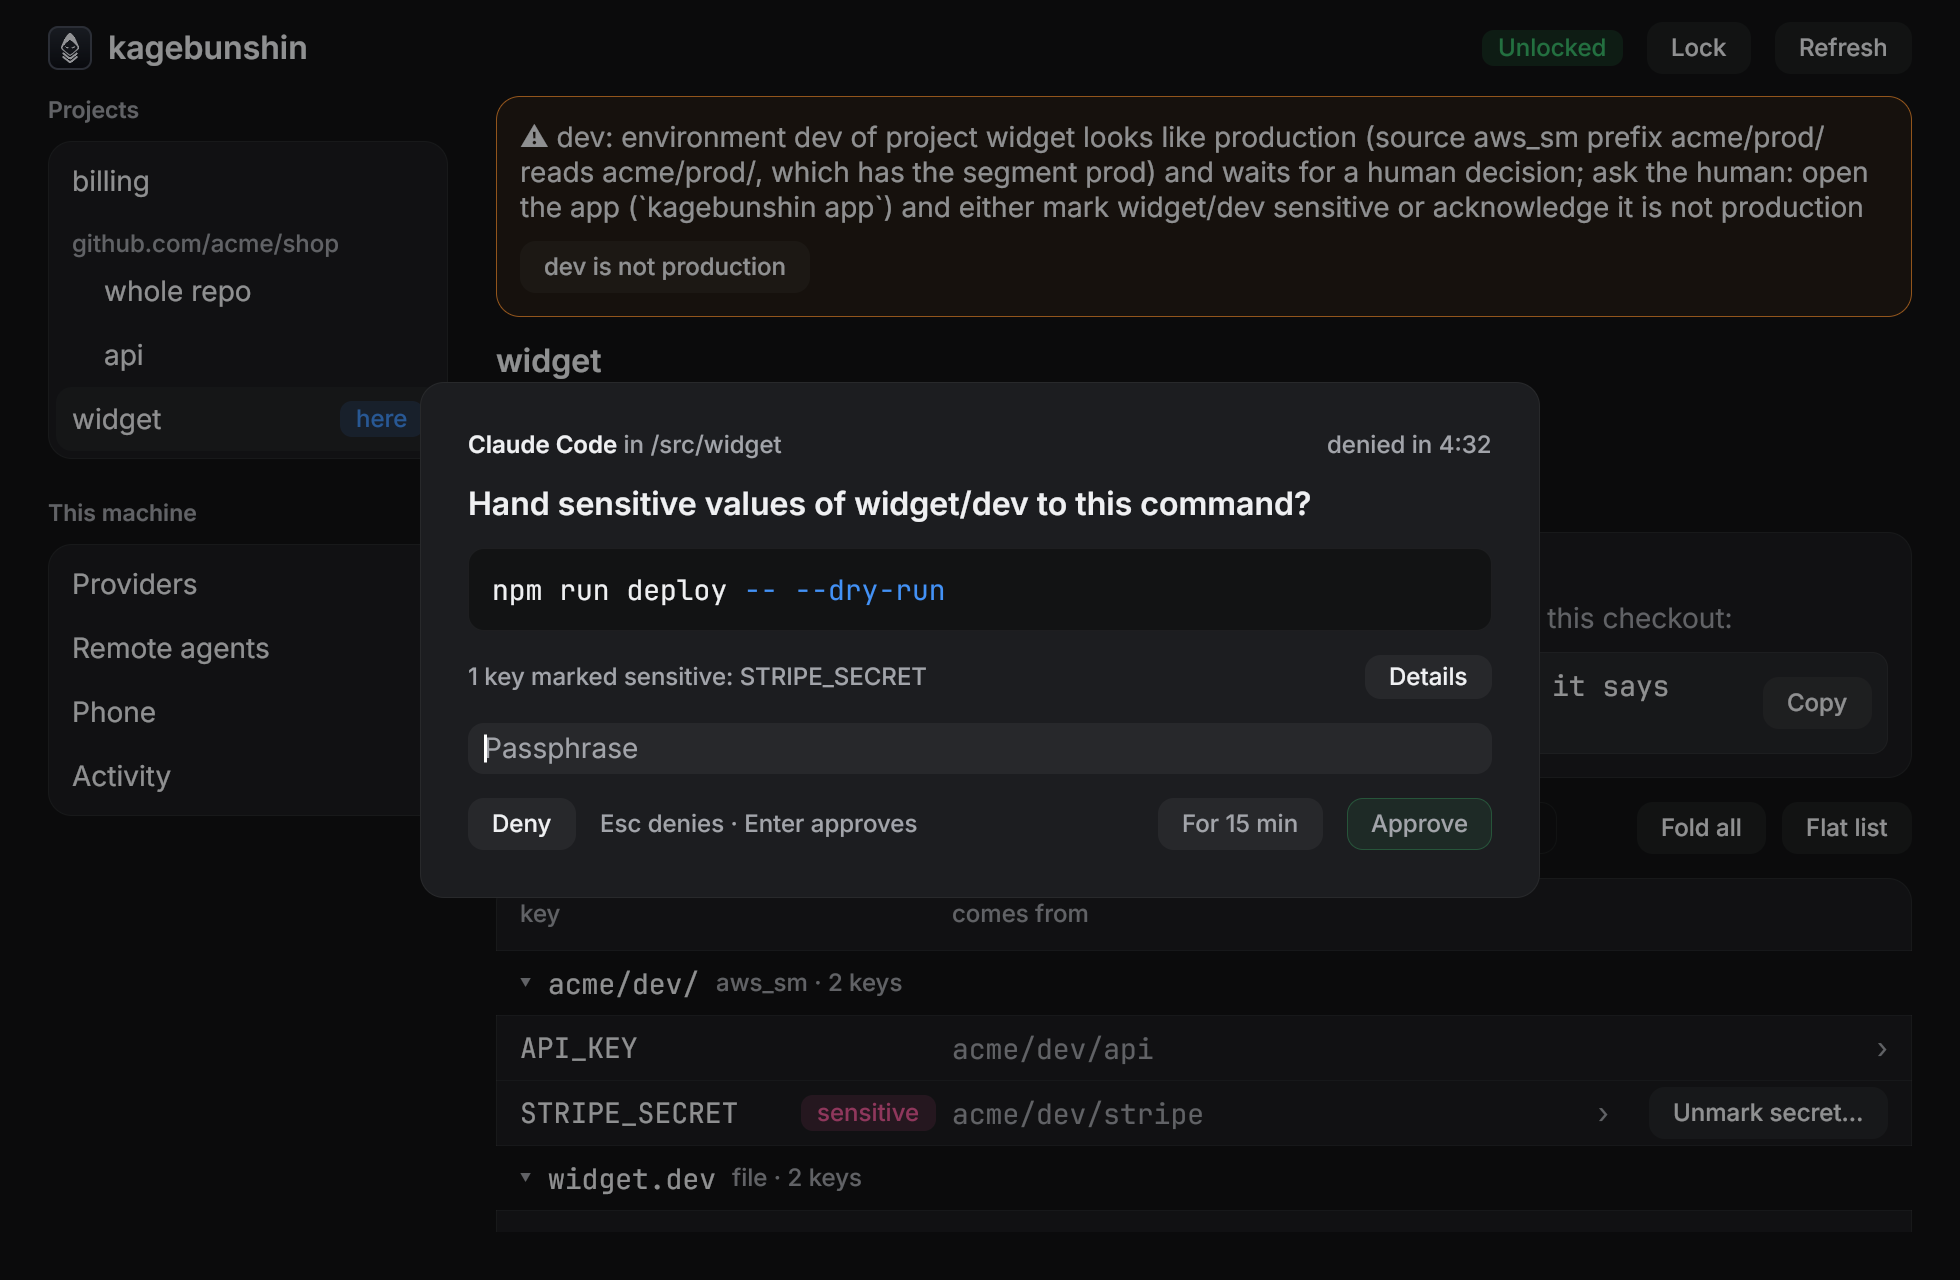 kagebunshin
Unlocked
Lock
Refresh
Projects
billing
github.com/acme/shop
whole repo
api
widget
here
This machine
Providers
Remote agents
Phone
Activity
⚠ dev: environment dev of project widget looks like production (source aws_sm prefix acme/prod/
reads acme/prod/, which has the segment prod) and waits for a human decision; ask the human: open
the app (`kagebunshin app`) and either mark widget/dev sensitive or acknowledge it is not production
dev is not production
widget
Claude Code in /src/widget
denied in 4:32
Hand sensitive values of widget/dev to this command?
npm run deploy -- --dry-run
1 key marked sensitive: STRIPE_SECRET
Details
Passphrase
Deny
Esc denies · Enter approves
For 15 min
Approve
this checkout:
it says
Copy
Fold all
Flat list
key
comes from
▾ acme/dev/ aws_sm · 2 keys
API_KEY
acme/dev/api
›
STRIPE_SECRET
sensitive
acme/dev/stripe
›
Unmark secret...
▾ widget.dev file · 2 keys